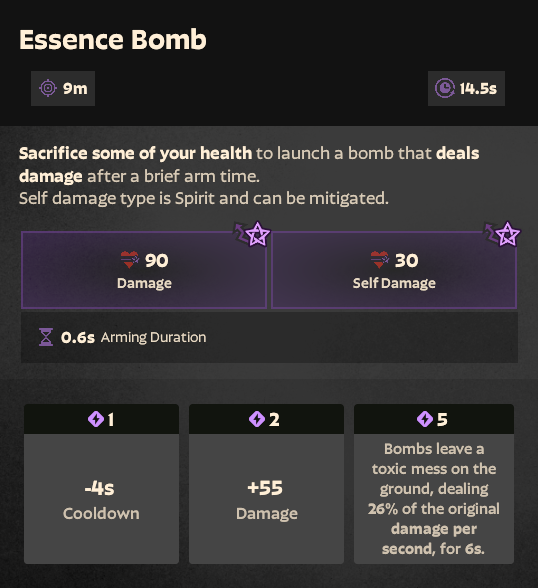 Essence Bomb
9m
14.5s
Sacrifice some of your health to launch a bomb that deals
damage after a brief arm time.
Self damage type is Spirit and can be mitigated.
90
Damage
30
Self Damage
0.6s Arming Duration
1
-4s
Cooldown
2
+55
Damage
5
Bombs leave a
toxic mess on the
ground, dealing
26% of the original
damage per
second, for 6s.